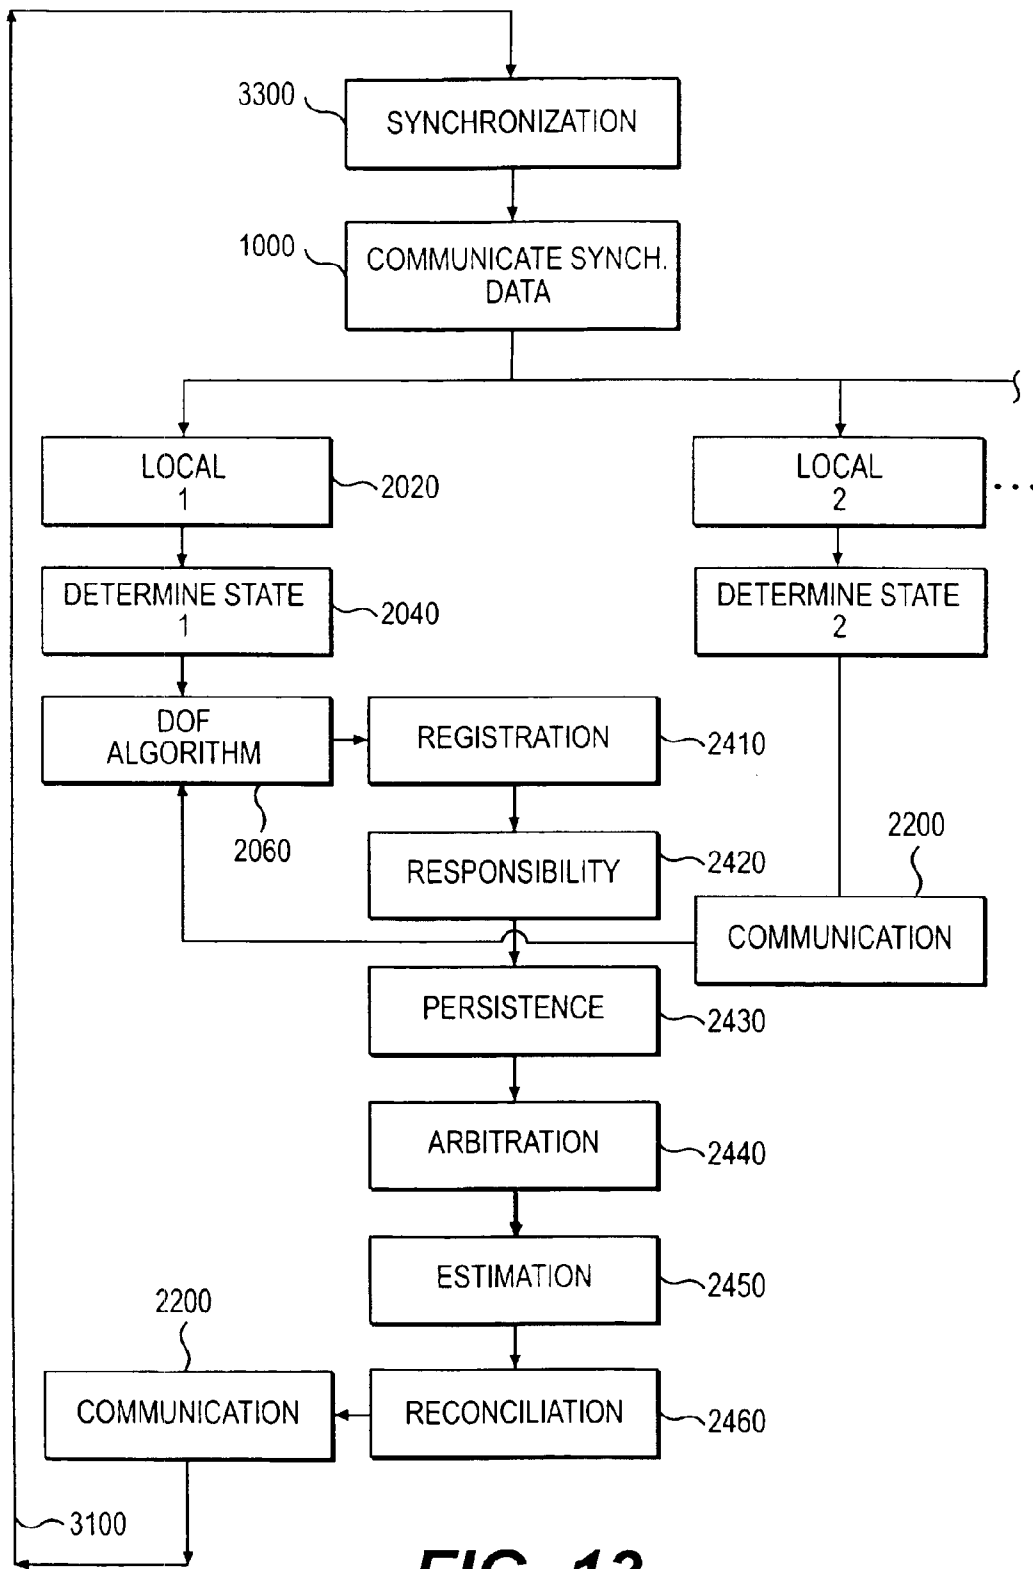 3300
SYNCHRONIZATION
1000
COMMUNICATE SYNCH.
DATA
LOCAL
1
2020
LOCAL
2
...
DETERMINE STATE
1
2040
DETERMINE STATE
2
DOF
ALGORITHM
2060
REGISTRATION
2410
RESPONSIBILITY
2420
2200
COMMUNICATION
PERSISTENCE
2430
ARBITRATION
2440
ESTIMATION
2450
2200
COMMUNICATION
RECONCILIATION
2460
3100